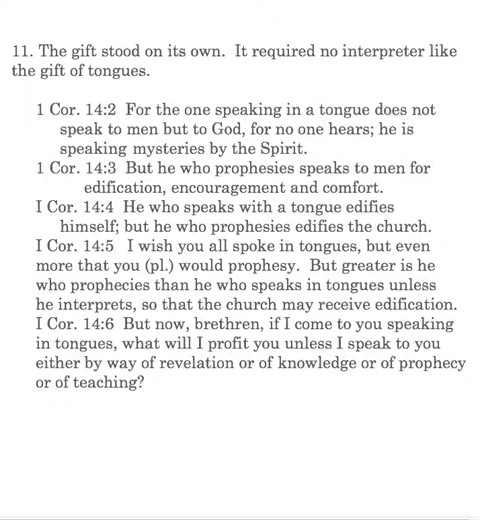 11. The gift stood on its own. It required no interpreter like
the gift of tongues.
1 Cor. 14:2 For the one speaking in a tongue does not
speak to men but to God, for no one hears; he is
speaking mysteries by the Spirit.
1 Cor. 14:3 But he who prophesies speaks to men for
edification, encouragement and comfort.
I Cor. 14:4 He who speaks with a tongue edifies
himself; but he who prophesies edifies the church.
I Cor. 14:5 I wish you all spoke in tongues, but even
more that you (pl.) would prophesy. But greater is he
who prophecies than he who speaks in tongues unless
he interprets, so that the church may receive edification.
I Cor. 14:6 But now, brethren, if I come to you speaking
in tongues, what will I profit you unless I speak to you
either by way of revelation or of knowledge or of prophecy
or of teaching?